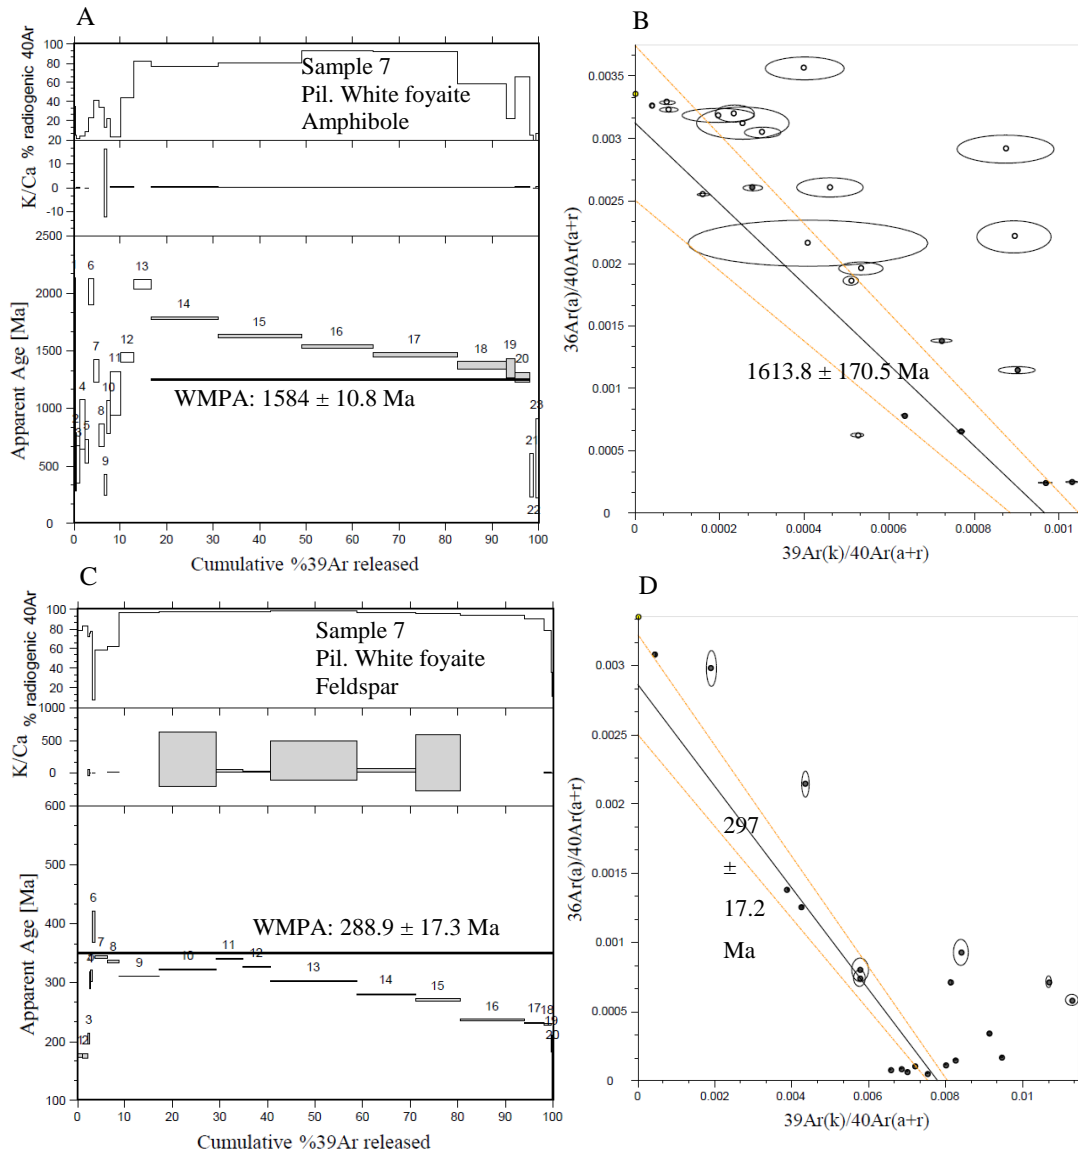 A
% radiogenic 40Ar
100
80
60
40
20
Sample 7
Pil. White foyaite
Amphibole
K/Ca
20
10
0
-10
Apparent Age [Ma]
2500
2000
1500
1000
500
0
2
3
4
5
6
7
8
9
10
11
12
13
14
15
16
17
18
19
20
21
22
23
WMPA: 1584 ± 10.8 Ma
0 10 20 30 40 50 60 70 80 90 100
Cumulative %39Ar released
B
36Ar(a)/40Ar(a+r)
0.0035
0.003
0.0025
0.002
0.0015
0.001
0.0005
0
1613.8 ± 170.5 Ma
0 0.0002 0.0004 0.0006 0.0008 0.001
39Ar(k)/40Ar(a+r)
C
% radiogenic 40Ar
100
80
60
40
20
Sample 7
Pil. White foyaite
Feldspar
K/Ca
1000
500
0
Apparent Age [Ma]
600
500
400
300
200
100
1
2
3
4
6
7
8
9
10
11
12
13
14
15
16
17
18
19
20
WMPA: 288.9 ± 17.3 Ma
0 10 20 30 40 50 60 70 80 90 100
Cumulative %39Ar released
D
36Ar(a)/40Ar(a+r)
0.003
0.0025
0.002
0.0015
0.001
0.0005
0
297
±
17.2
Ma
0 0.002 0.004 0.006 0.008 0.01
39Ar(k)/40Ar(a+r)